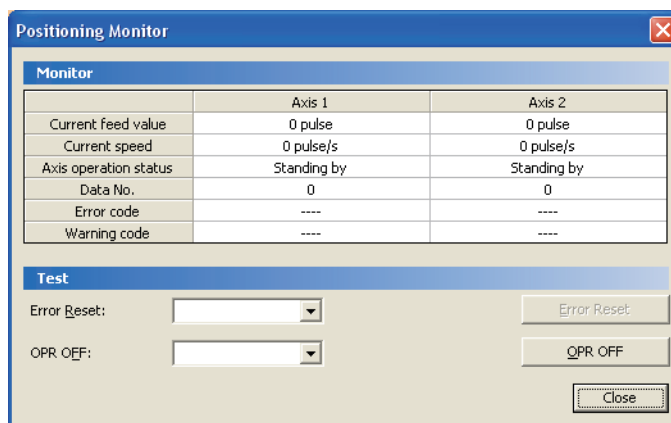 Positioning Monitor
Monitor
Axis 1 Axis 2
Current feed value 0 pulse 0 pulse
Current speed 0 pulse/s 0 pulse/s
Axis operation status Standing by Standing by
Data No. 0 0
Error code ---- ----
Warning code ---- ----
Test
Error Reset: Error Reset
OPR OFF: OPR OFF
Close